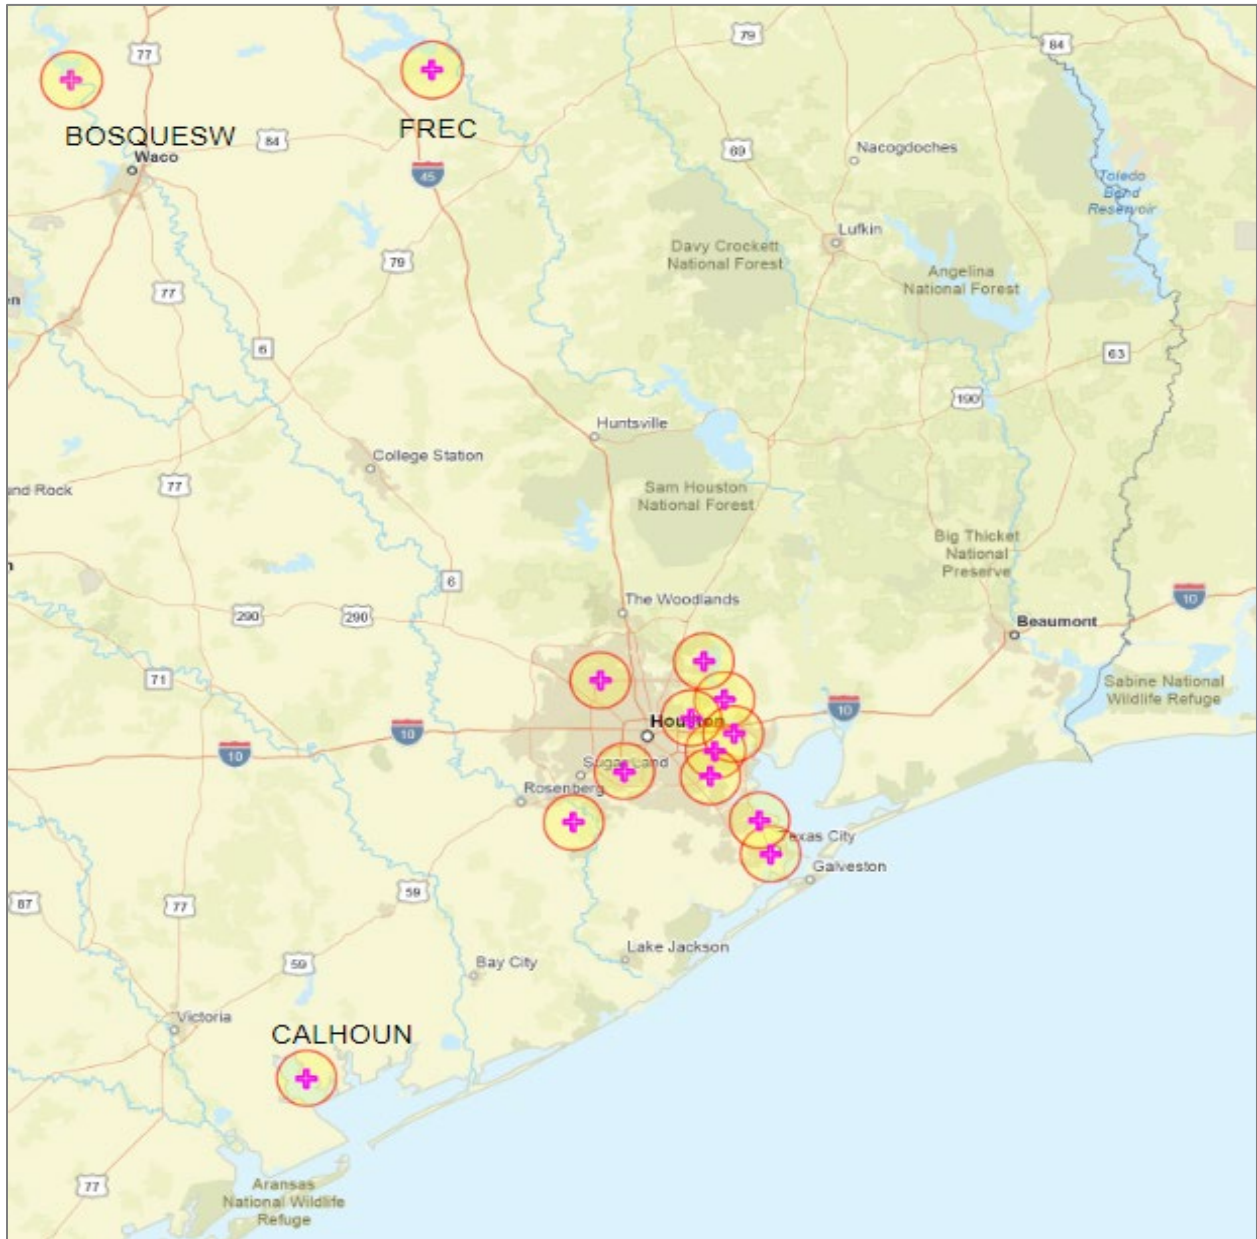 77
79
84
BOSQUESW
FREC
84
Waco
45
69
Nacogdoches
Toledo
Bend
Reservoir
Lufkin
Davy Crockett
National Forest
79
Angelina
National Forest
77
en
6
63
190
Huntsville
College Station
und Rock
77
Sam Houston
National Forest
Big Thicket
National
Preserve
6
10
The Woodlands
290
290
Beaumont
71
Sabine National
Wildlife Refuge
10
Houston
10
10
Sugar Land
Rosenberg
Texas City
Galveston
59
87
77
Lake Jackson
59
Bay City
Victoria
CALHOUN
77
Aransas
National Wildlife
Refuge